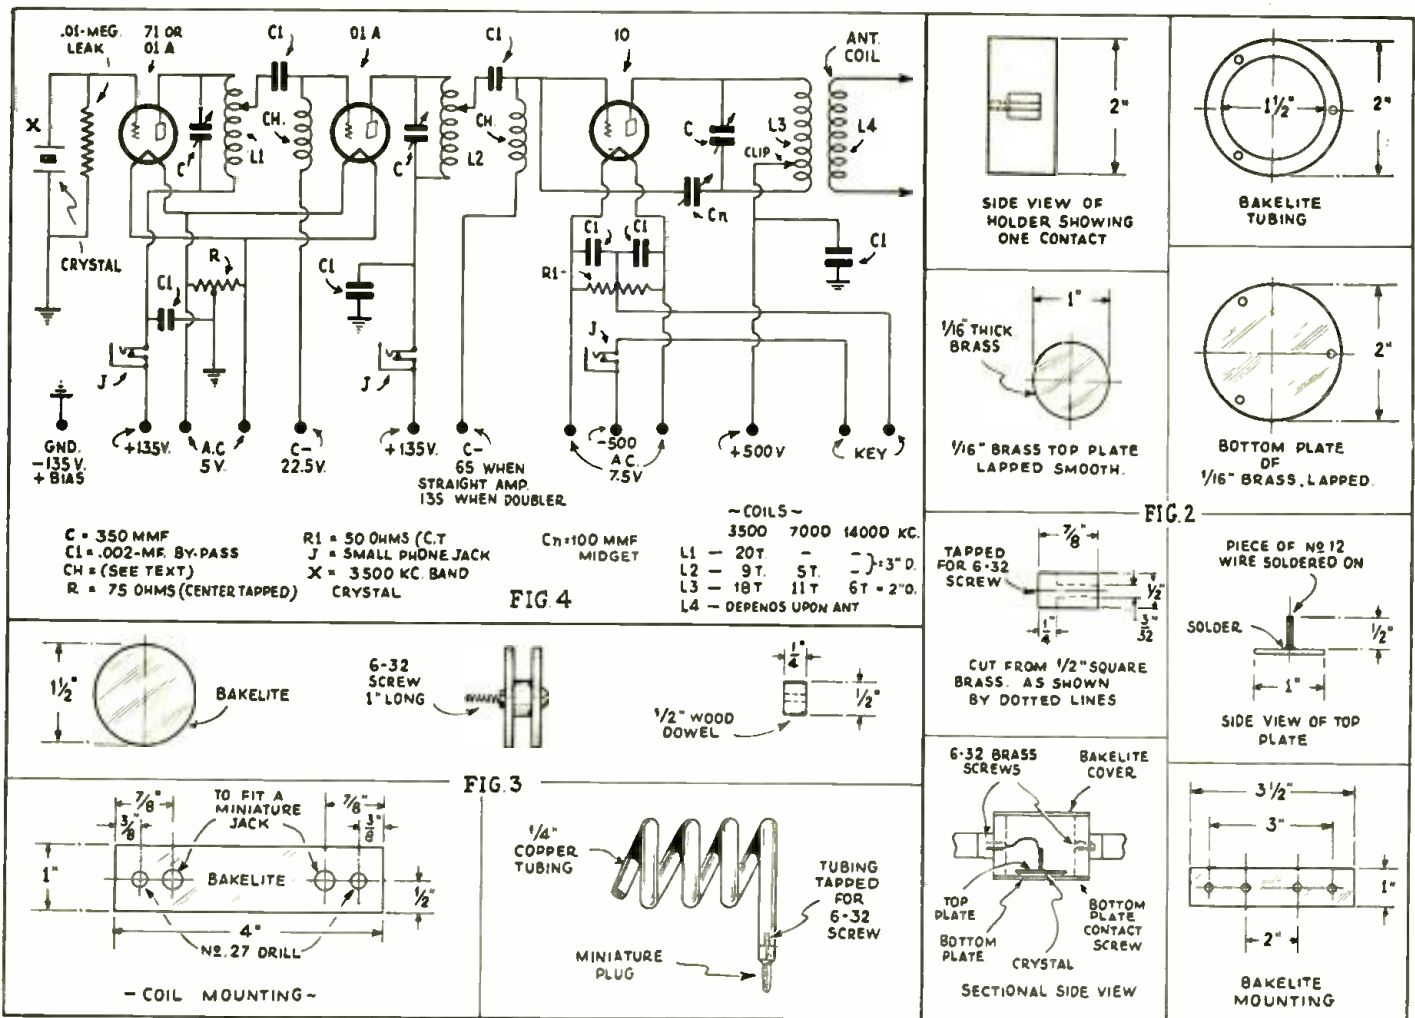 .01-MEG. LEAK
71 OR 01 A
C1
01 A
C1
10
ANT. COIL
X
C
L1
CH.
C
L2
CH.
C
L3
CLIP
L4
Cn
CRYSTAL
R
C1
C1
C1
C1
R1-
C1
J
J
J
GND.
-135 V.
+ BIAS
+135V.
A.C
5V.
C-
22.5V.
+135 V.
C-
65 WHEN
STRAIGHT AMP.
135 WHEN DOUBLER
-500
A.C.
7.5V
+500V
KEY
C = 350 MMF
C1 = .002-MF. BY-PASS
CH = (SEE TEXT)
R = 75 OHMS (CENTER TAPPED)
R1 = 50 OHMS (C.T
J = SMALL PHONE JACK
X = 3500 KC. BAND
CRYSTAL
Cn=100 MMF
MIDGET
~COILS~
3500 7000 14000 KC.
L1 — 20T. - - }=3" D.
L2 — 9T. 5T. -
L3 — 18T 11T 6T = 2"D.
L4 — DEPENDS UPON ANT
FIG.4
2"
SIDE VIEW OF
HOLDER SHOWING
ONE CONTACT
1½"
2"
BAKELITE
TUBING
1"
1/16" THICK
BRASS
1/16" BRASS TOP PLATE
LAPPED SMOOTH.
2"
BOTTOM PLATE
OF
1/16" BRASS, LAPPED.
FIG.2
7/8"
TAPPED
FOR 6-32
SCREW
1/2"
3/32
1/4"
CUT FROM 1/2" SQUARE
BRASS. AS SHOWN
BY DOTTED LINES
PIECE OF No 12
WIRE SOLDERED ON
SOLDER
1/2"
1"
SIDE VIEW OF TOP
PLATE
1½"
BAKELITE
6-32
SCREW
1" LONG
1/4"
1/2"
1/2" WOOD
DOWEL
FIG.3
7/8"
TO FIT A
MINIATURE
JACK
7/8"
3/8"
3/8"
1"
BAKELITE
1/2"
4"
No. 27 DRILL
- COIL MOUNTING ~
1/4"
COPPER
TUBING
TUBING
TAPPED
FOR
6-32
SCREW
MINIATURE
PLUG
6-32 BRASS
SCREWS
BAKELITE
COVER
TOP
PLATE
BOTTOM
PLATE
CRYSTAL
BOTTOM
PLATE
CONTACT
SCREW
SECTIONAL SIDE VIEW
3½"
3"
1"
2"
BAKELITE
MOUNTING